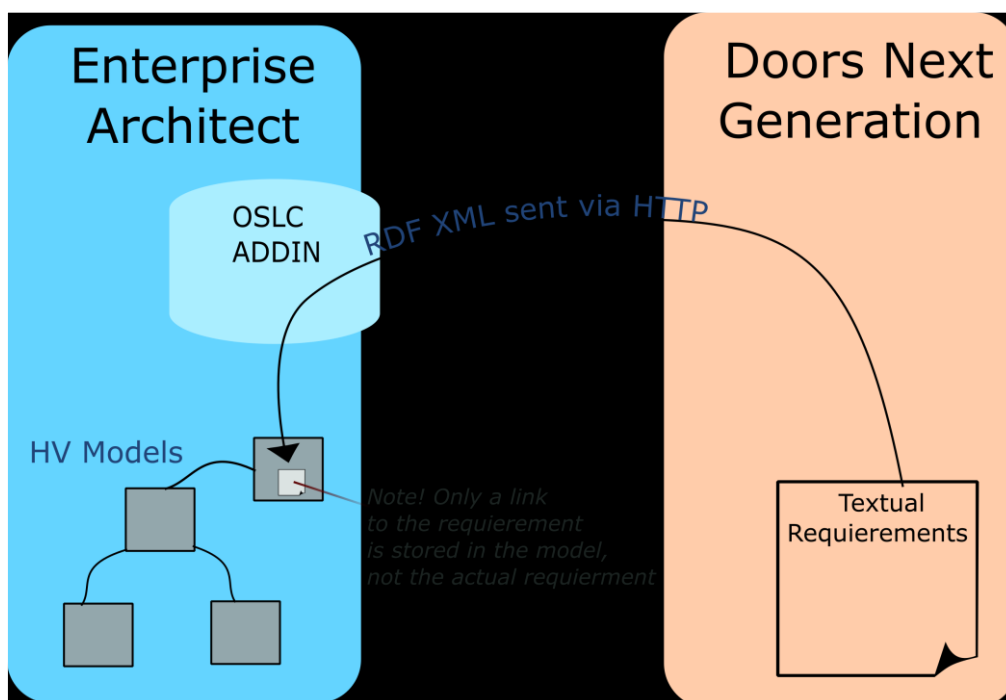 Enterprise
Architect
Doors Next
Generation
OSLC
ADDIN
RDF XML sent via HTTP
HV Models
Note! Only a link
to the requierement
is stored in the model,
not the actual requierment
Textual
Requierements